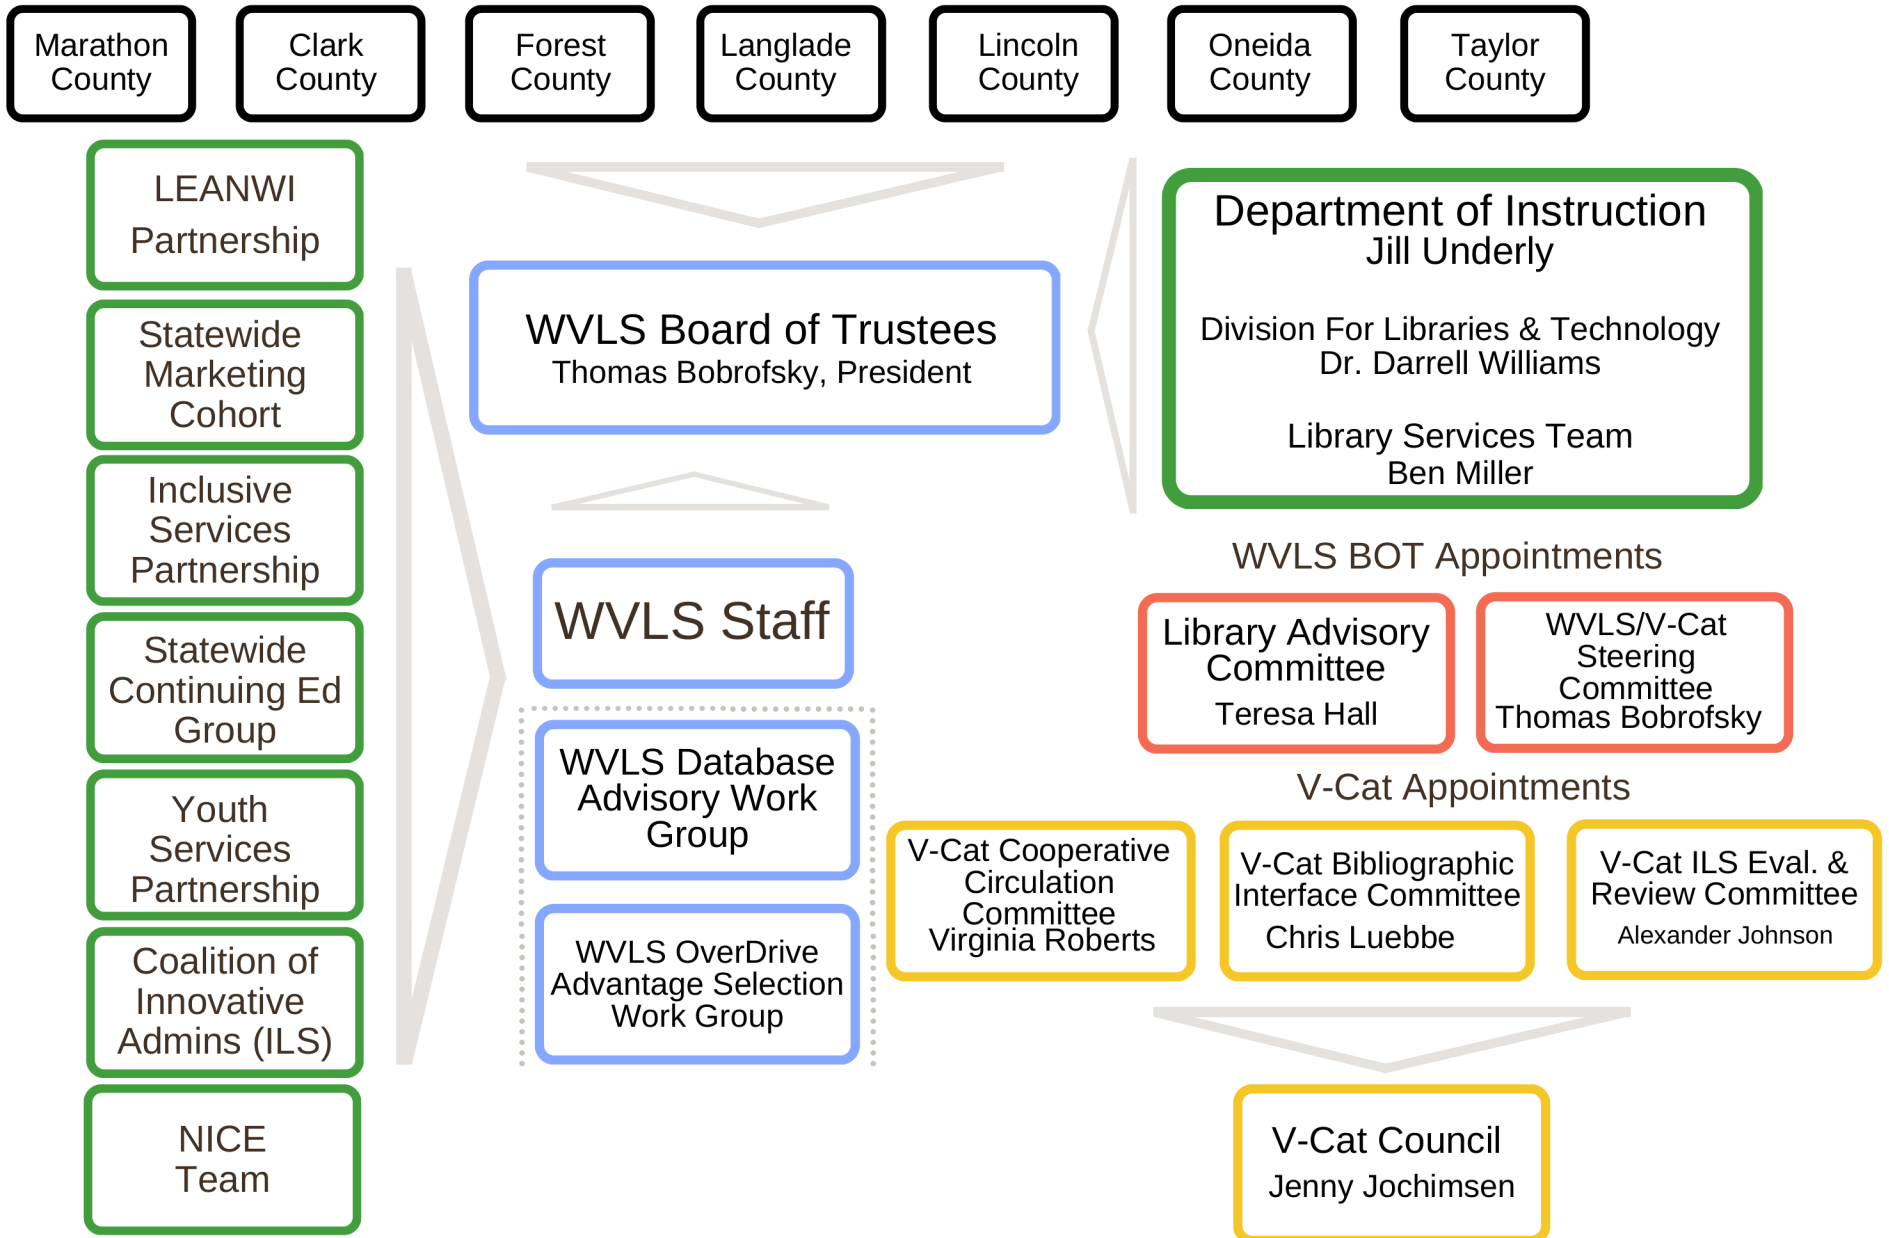 Marathon
County
Clark
County
Forest
County
Langlade
County
Lincoln
County
Oneida
County
Taylor
County
LEANWI
Partnership
Statewide
Marketing
Cohort
Inclusive
Services
Partnership
Statewide
Continuing Ed
Group
Youth
Services
Partnership
Coalition of
Innovative
Admins (ILS)
NICE
Team
WVLS Board of Trustees
Thomas Bobrofsky, President
WVLS Staff
WVLS Database
Advisory Work
Group
WVLS OverDrive
Advantage Selection
Work Group
Department of Instruction
Jill Underly
Division For Libraries & Technology
Dr. Darrell Williams
Library Services Team
Ben Miller
WVLS BOT Appointments
Library Advisory
Committee
Teresa Hall
WVLS/V-Cat
Steering
Committee
Thomas Bobrofsky
V-Cat Appointments
V-Cat Cooperative
Circulation
Committee
Virginia Roberts
V-Cat Bibliographic
Interface Committee
Chris Luebbe
V-Cat ILS Eval. &
Review Committee
Alexander Johnson
V-Cat Council
Jenny Jochimsen